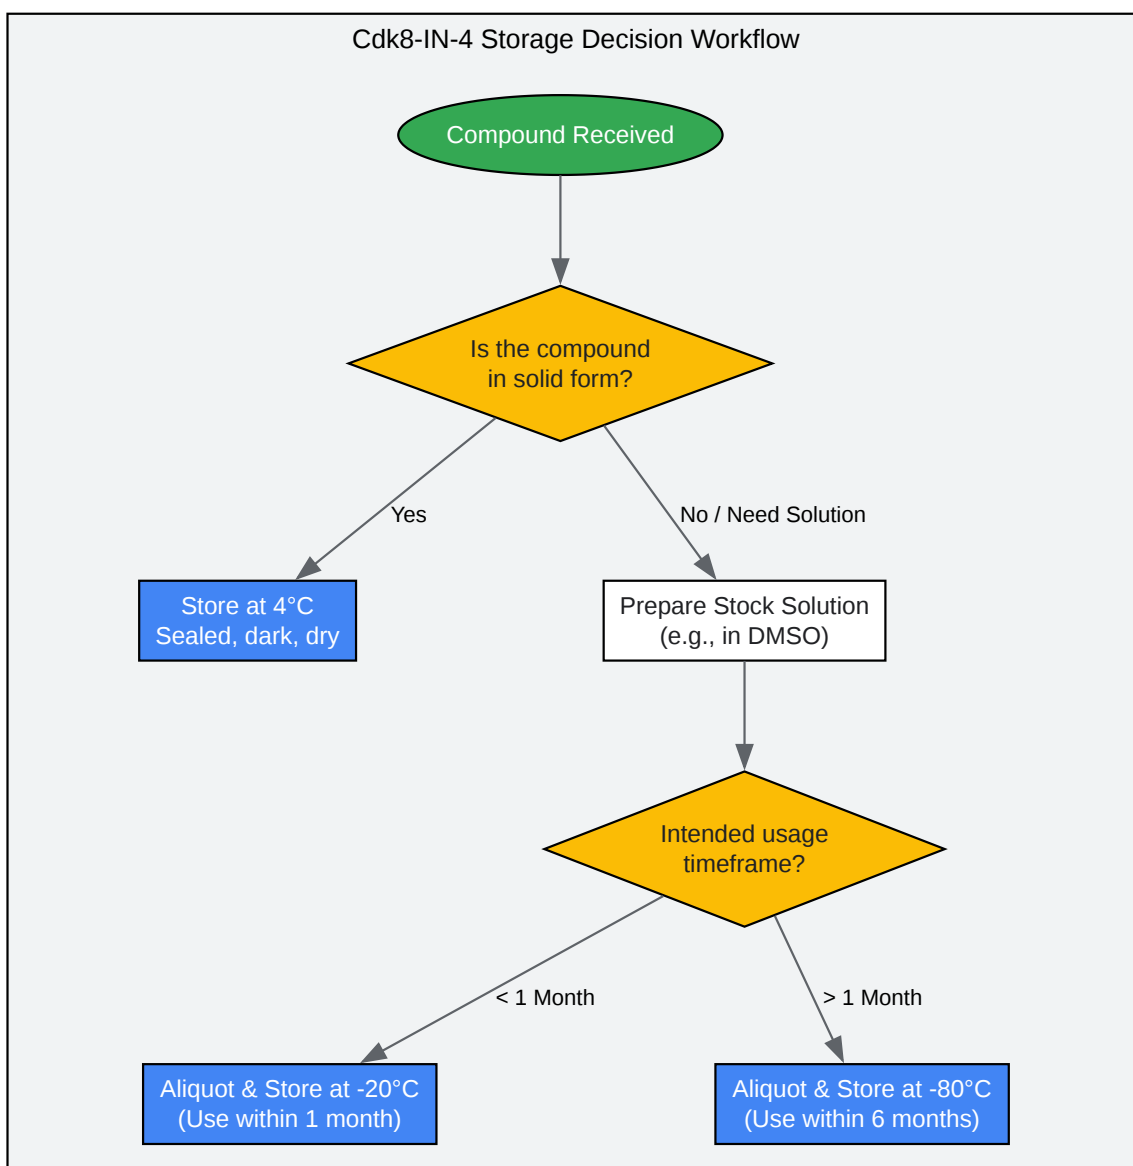 Cdk8-IN-4 Storage Decision Workflow
Compound Received
Is the compound
in solid form?
Yes
No / Need Solution
Store at 4°C
Sealed, dark, dry
Prepare Stock Solution
(e.g., in DMSO)
Intended usage
timeframe?
< 1 Month
> 1 Month
Aliquot & Store at -20°C
(Use within 1 month)
Aliquot & Store at -80°C
(Use within 6 months)